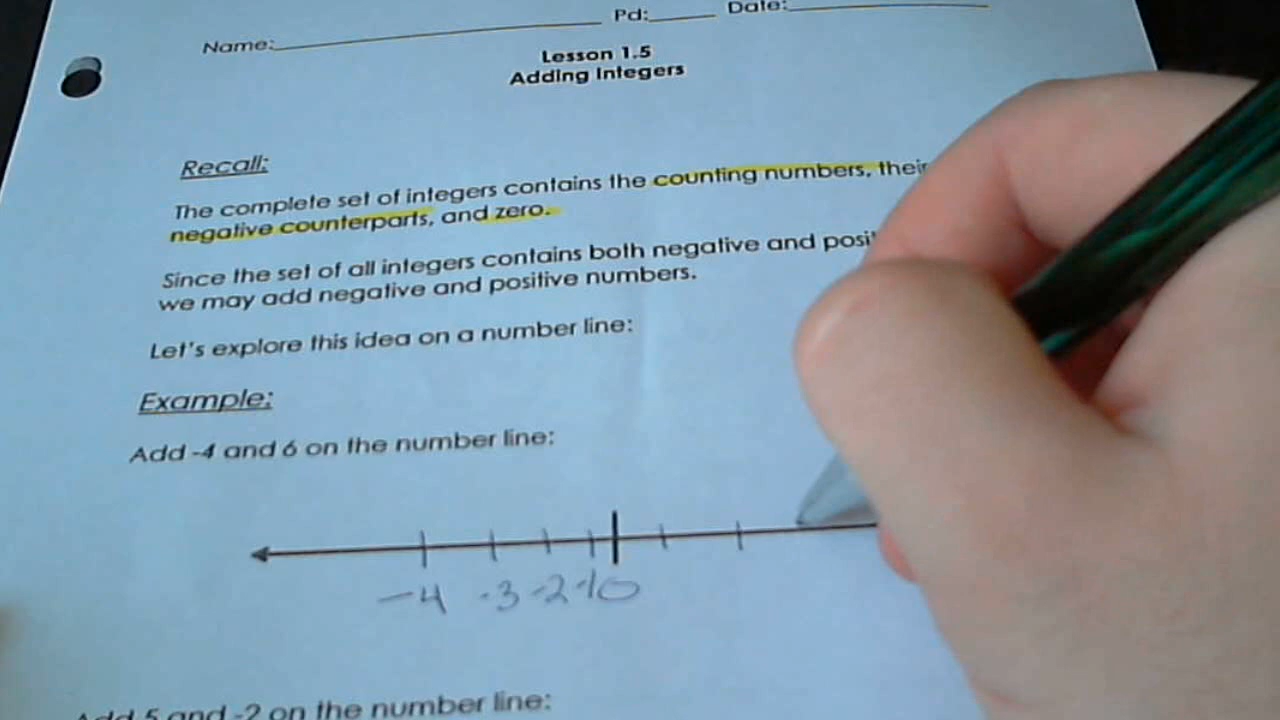 Name: Pd: Date:
Lesson 1.5
Adding Integers
Recall:
The complete set of integers contains the counting numbers, their
negative counterparts, and zero.
Since the set of all integers contains both negative and posit
we may add negative and positive numbers.
Let's explore this idea on a number line:
Example:
Add -4 and 6 on the number line:
-4 -3 -2 -1 0
Add 5 and -2 on the number line: